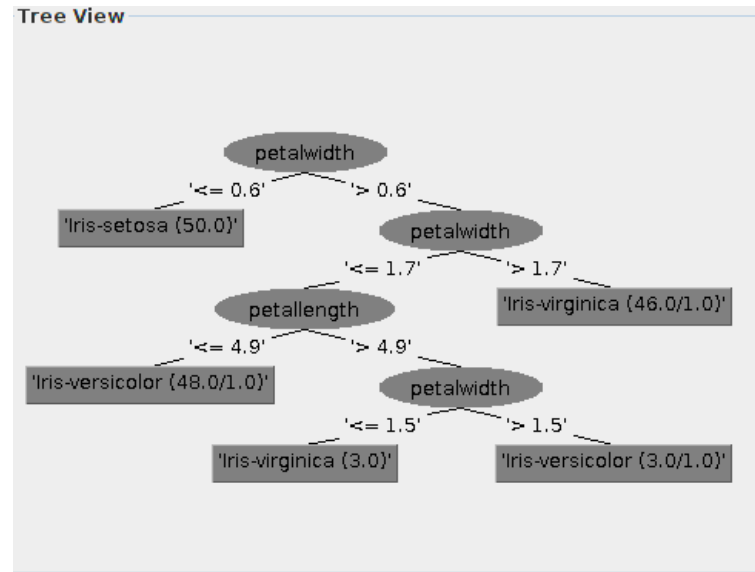 Tree View
petalwidth
'<= 0.6' '> 0.6'
'Iris-setosa (50.0)' petalwidth
'<= 1.7' '> 1.7'
petallength 'Iris-virginica (46.0/1.0)'
'<= 4.9' '> 4.9'
'Iris-versicolor (48.0/1.0)' petalwidth
'<= 1.5' '> 1.5'
'Iris-virginica (3.0)' 'Iris-versicolor (3.0/1.0)'